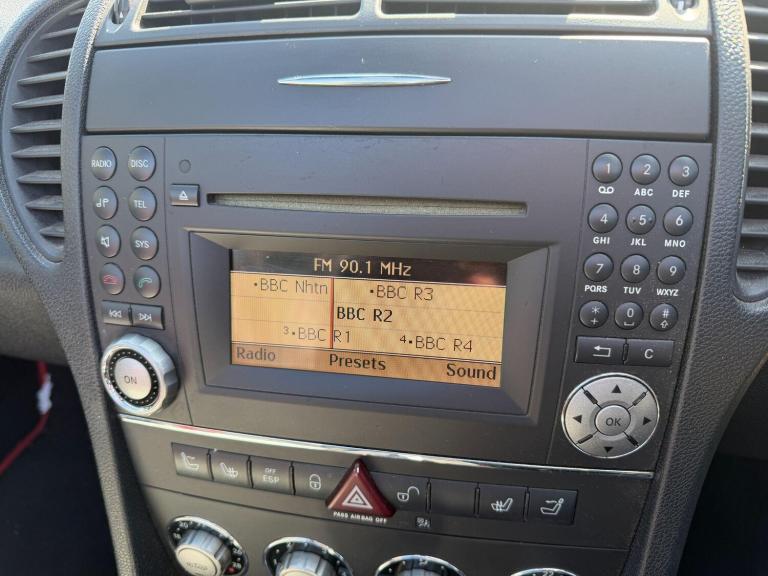 RADIO DISC
TEL
SYS
1 2 3
ABC DEF
4 5 6
GHI JKL MNO
7 8 9
PQRS TUV WXYZ
* 0 #
C
OK
ON
FM 90.1 MHz
•BBC Nhtn •BBC R3
BBC R2
3•BBC R1 4•BBC R4
Radio Presets Sound
OFF
ESP
PASS AIRBAG OFF